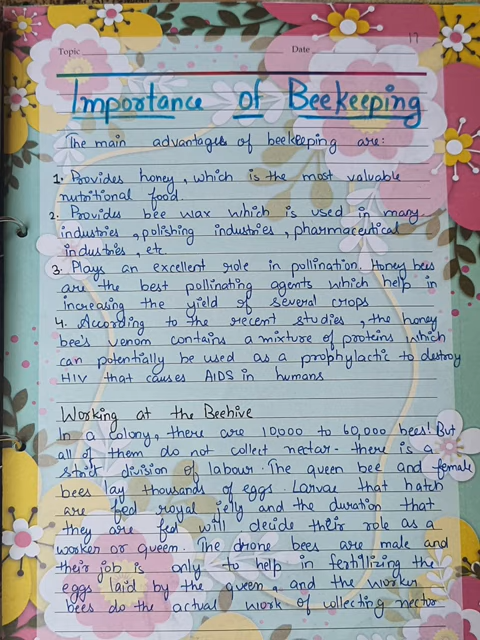 17
Topic Date
Importance of Beekeeping
The main advantages of beekeeping are:
1. Provides honey, which is the most valuable
nutritional food.
2. Provides bee wax which is used in many
industries, polishing industries, pharmaceutical
industries, etc
3. Plays an excellent role in pollination. Honey bees
are the best pollinating agents which help in
increasing the yield of several crops
4. According to the recent studies, the honey
bee's venom contains a mixture of proteins which
can potentially be used as a prophylactic to destroy
HIV that causes AIDS in humans
Working at the Beehive
In a colony, there are 10,000 to 60,000 bees! But
all of them do not collect nectar- there is a
strict division of labour. The queen bee and female
bees lay thousands of eggs. Larvae that hatch
are fed royal jelly and the duration that
they are fed will decide their role as a
worker or queen. The drone bees are male and
their job is only to help in fertilizing the
eggs laid by the queen, and the worker
bees do the actual work of collecting nector